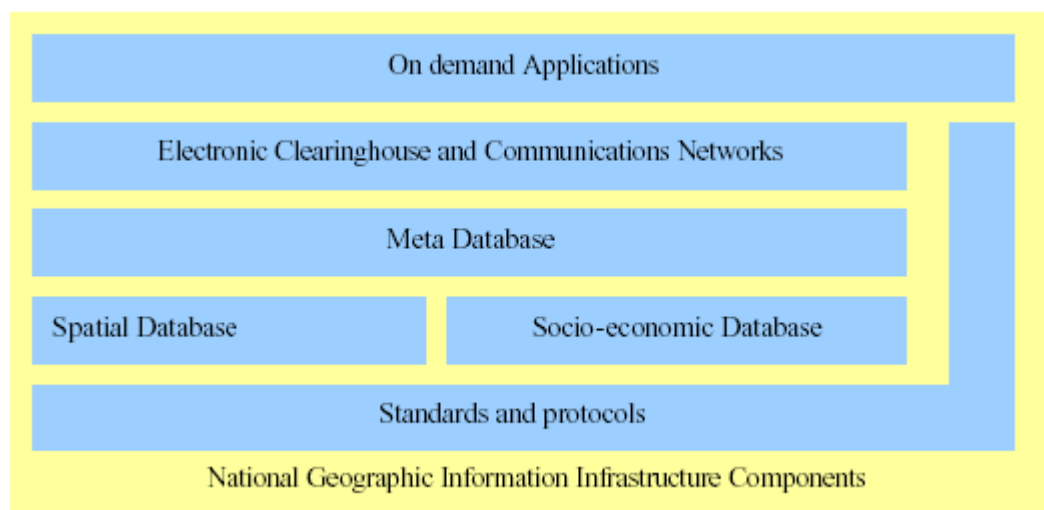 On demand Applications
Electronic Clearinghouse and Communications Networks
Meta Database
Spatial Database
Socio-economic Database
Standards and protocols
National Geographic Information Infrastructure Components